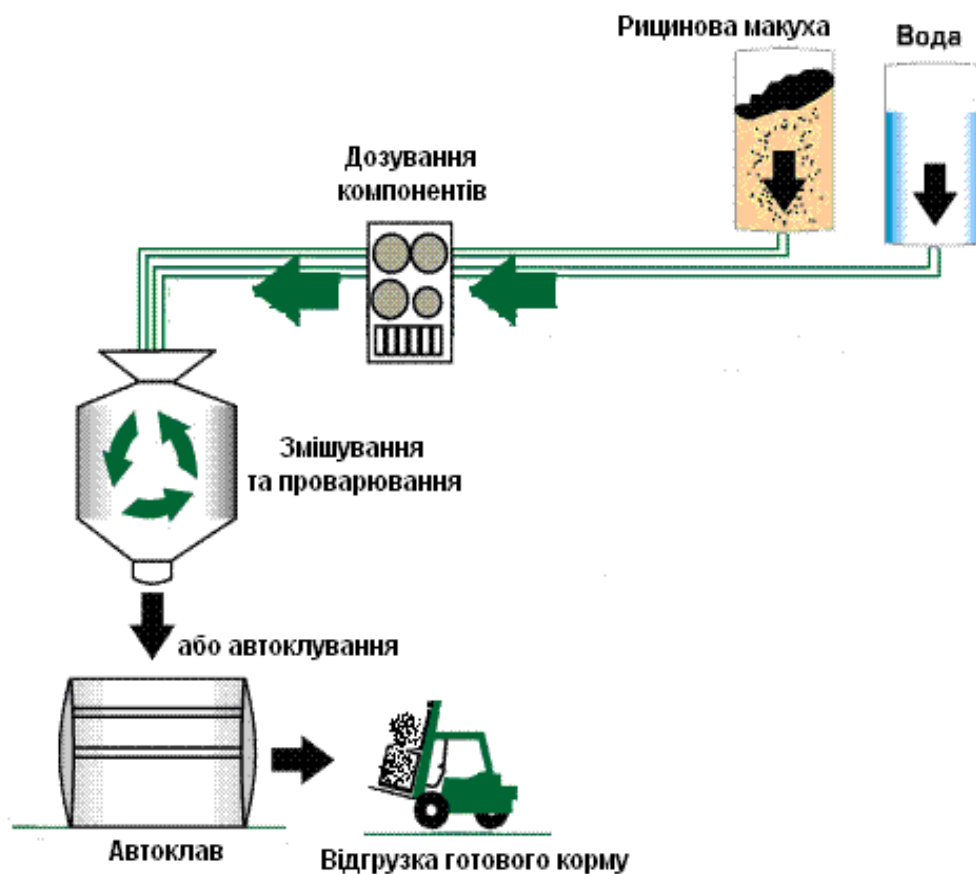 Рицинова макуха
Вода
Дозування
компонентів
Змішування
та проварювання
або автоклування
Автоклав
Відгрузка готового корму